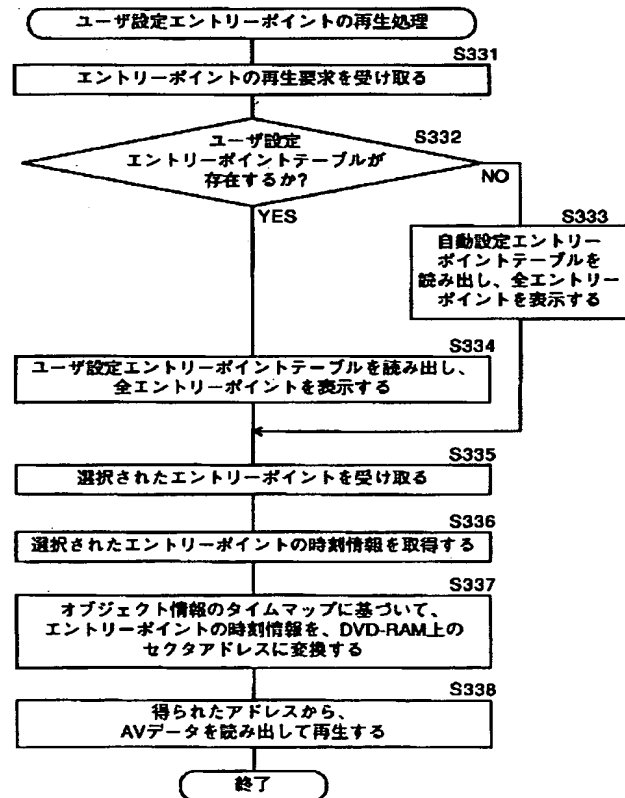 ユーザ設定エントリーポイントの再生処理
S331
エントリーポイントの再生要求を受け取る
S332
ユーザ設定
エントリーポイントテーブルが
存在するか?
NO
YES
S333
自動設定エントリー
ポイントテーブルを
読み出し、全エントリー
ポイントを表示する
S334
ユーザ設定エントリーポイントテーブルを読み出し、
全エントリーポイントを表示する
S335
選択されたエントリーポイントを受け取る
S336
選択されたエントリーポイントの時刻情報を取得する
S337
オブジェクト情報のタイムマップに基づいて、
エントリーポイントの時刻情報を、DVD-RAM上の
セクタアドレスに変換する
S338
得られたアドレスから、
AVデータを読み出して再生する
終了